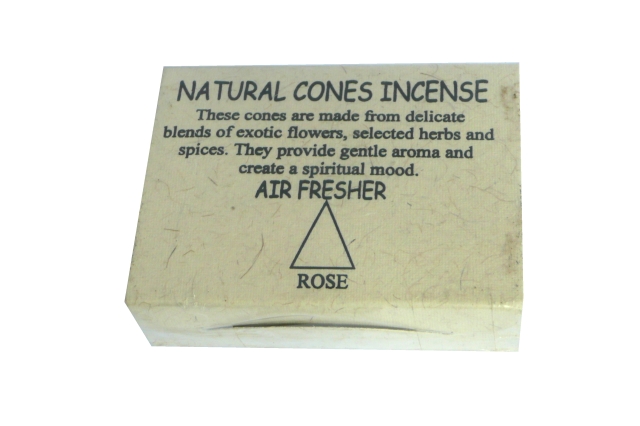 NATURAL CONES INCENSE
These cones are made from delicate
blends of exotic flowers, selected herbs and
spices. They provide gentle aroma and
create a spiritual mood.
AIR FRESHER
ROSE